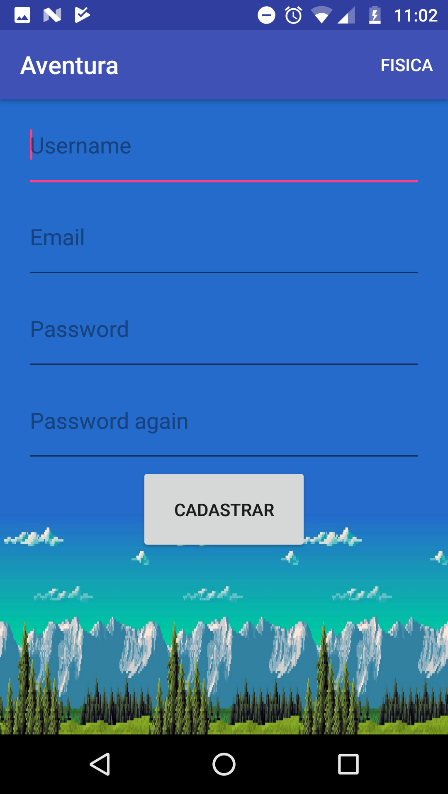 11:02
Aventura
FISICA
Username
Email
Password
Password again
CADASTRAR